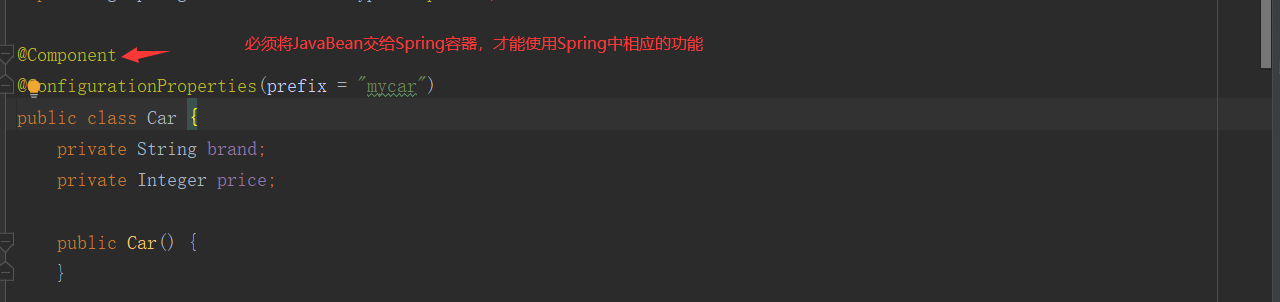 @Component
必须将JavaBean交给Spring容器，才能使用Spring中相应的功能
onfigurationProperties(prefix = "mycar")
public class Car {
private String brand;
private Integer price;
public Car() {
}